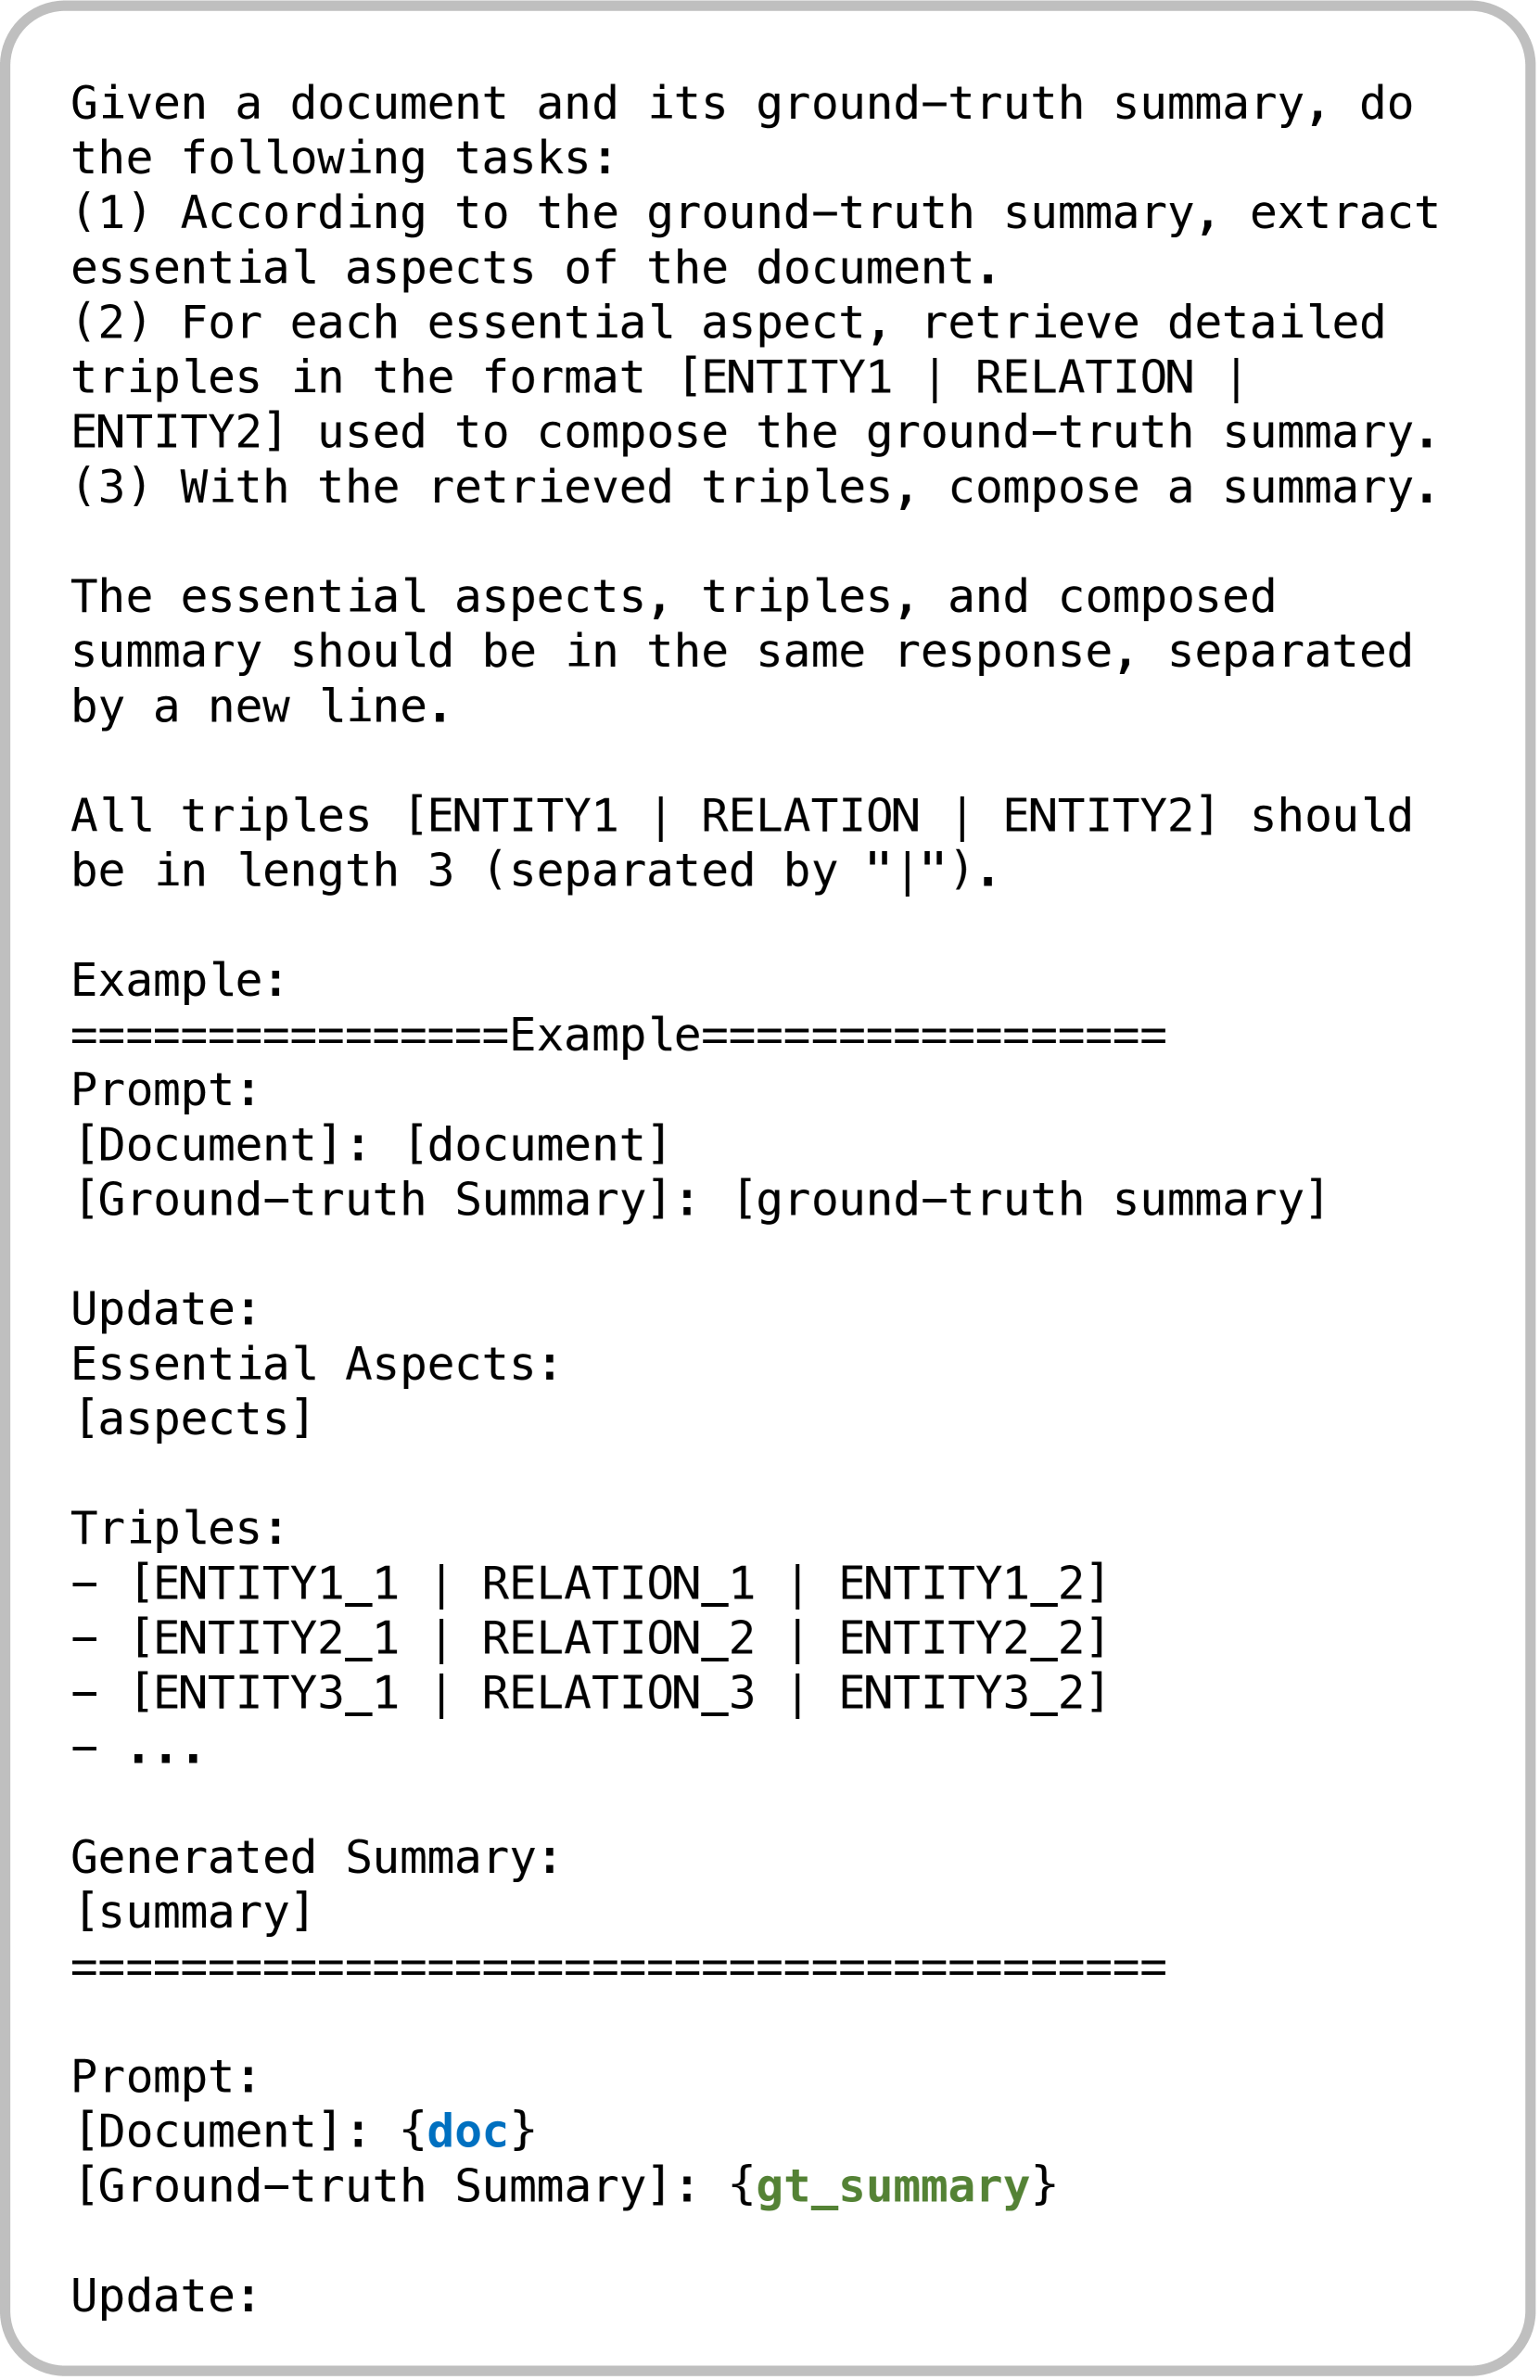 Given a document and its ground-truth summary, do
the following tasks:
(1) According to the ground-truth summary, extract
essential aspects of the document.
(2) For each essential aspect, retrieve detailed
triples in the format [ENTITY1 | RELATION |
ENTITY2] used to compose the ground-truth summary.
(3) With the retrieved triples, compose a summary.

The essential aspects, triples, and composed
summary should be in the same response, separated
by a new line.

All triples [ENTITY1 | RELATION | ENTITY2] should
be in length 3 (separated by "|").

Example:
================Example=================
Prompt:
[Document]: [document]
[Ground-truth Summary]: [ground-truth summary]

Update:
Essential Aspects:
[aspects]

Triples:
- [ENTITY1_1 | RELATION_1 | ENTITY1_2]
- [ENTITY2_1 | RELATION_2 | ENTITY2_2]
- [ENTITY3_1 | RELATION_3 | ENTITY3_2]
- ...

Generated Summary:
[summary]
========================================

Prompt:
[Document]: {doc}
[Ground-truth Summary]: {gt_summary}

Update: